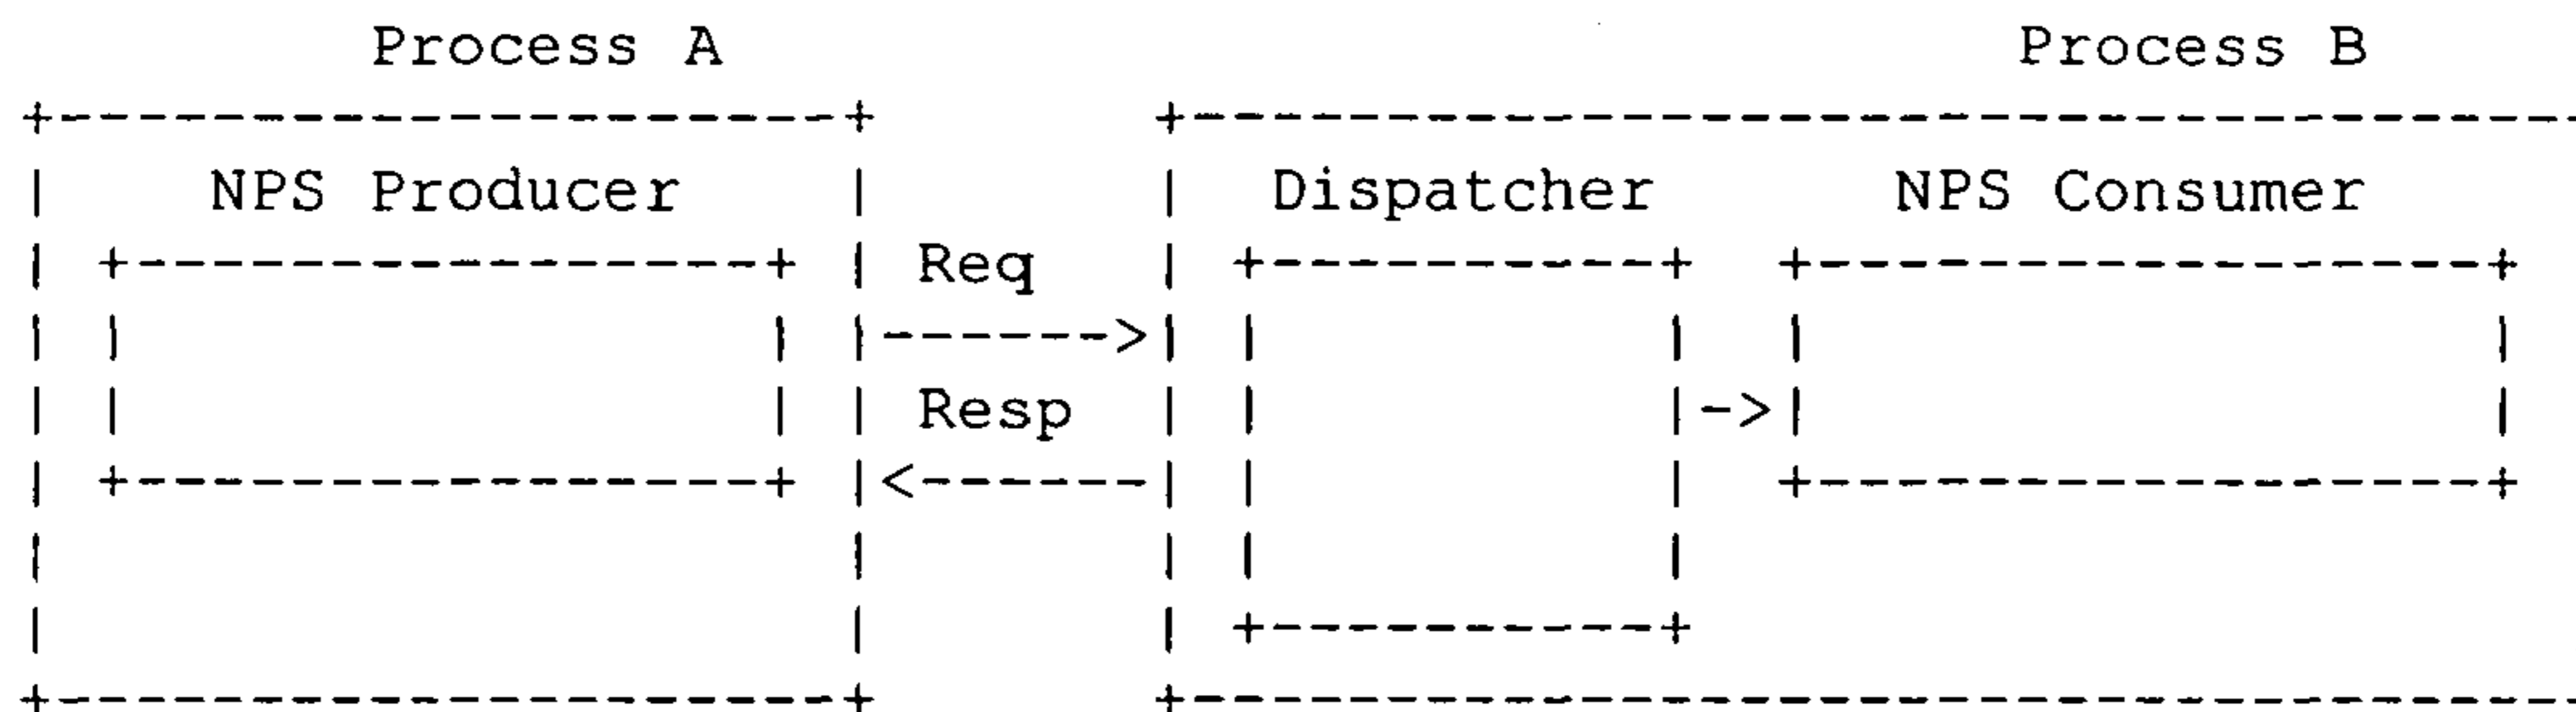 Process A Process B
NPS Producer Dispatcher NPS Consumer
Req
Resp